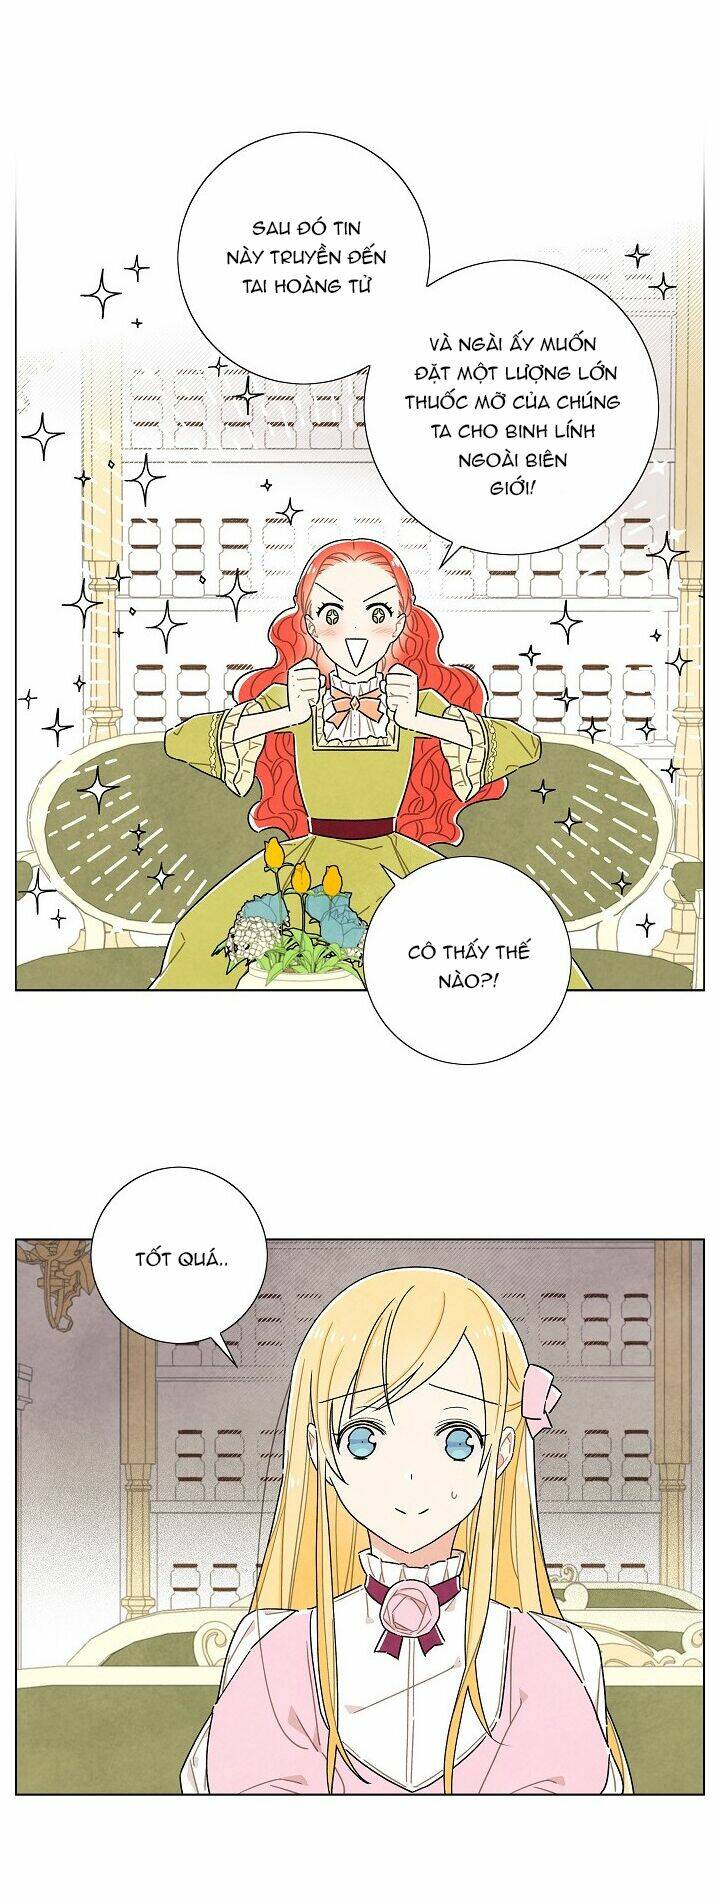 SAU ĐÓ TIN
NÀY TRUYỀN ĐẾN
TAI HOÀNG TỬ
VÀ NGÀI ẤY MUỐN
ĐẶT MỘT LƯỢNG LỚN
THUỐC MỠ CỦA CHÚNG
TA CHO BINH LÍNH
NGOÀI BIÊN
GIỚI!
CÔ THẤY THẾ
NÀO?!
TỐT QUÁ..